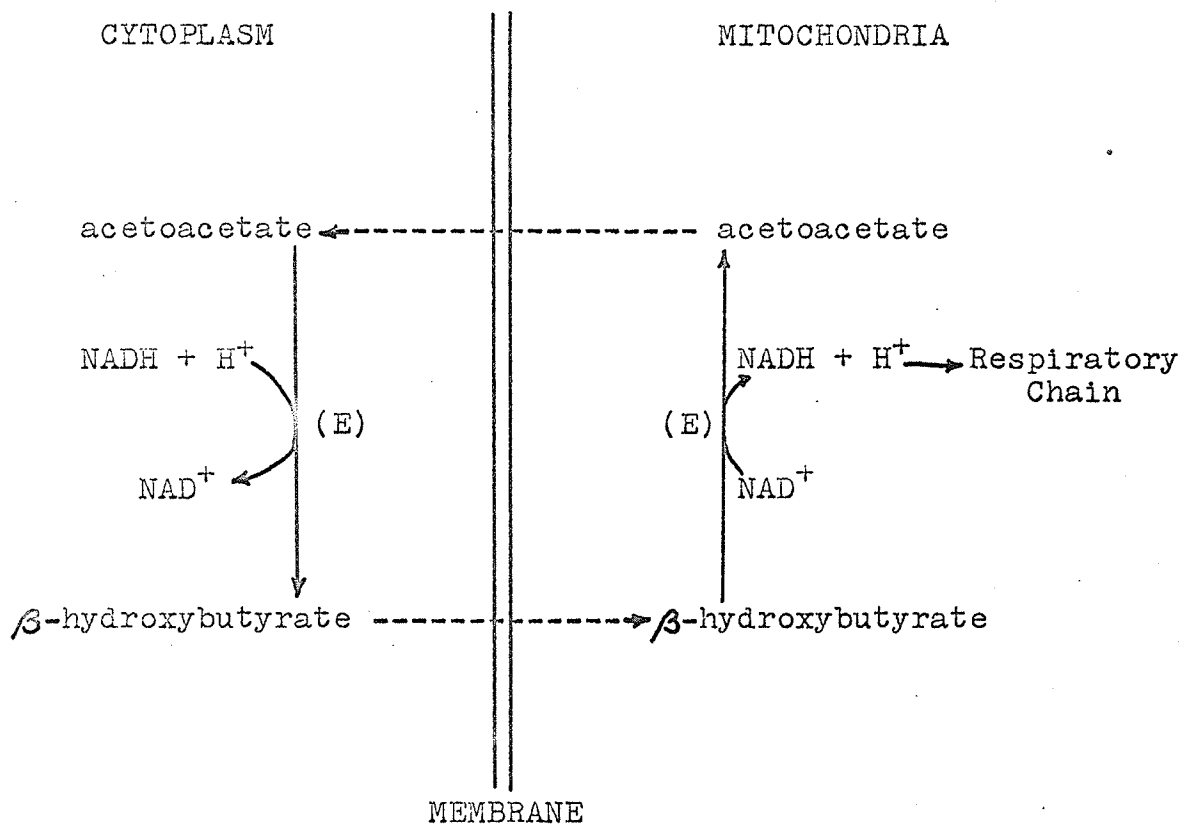 CYTOPLASM
MITOCHONDRIA
acetoacetate
acetoacetate
NADH + H+
NADH + H+
Respiratory
Chain
(E)
(E)
NAD+
NAD+
β-hydroxybutyrate
β-hydroxybutyrate
MEMBRANE